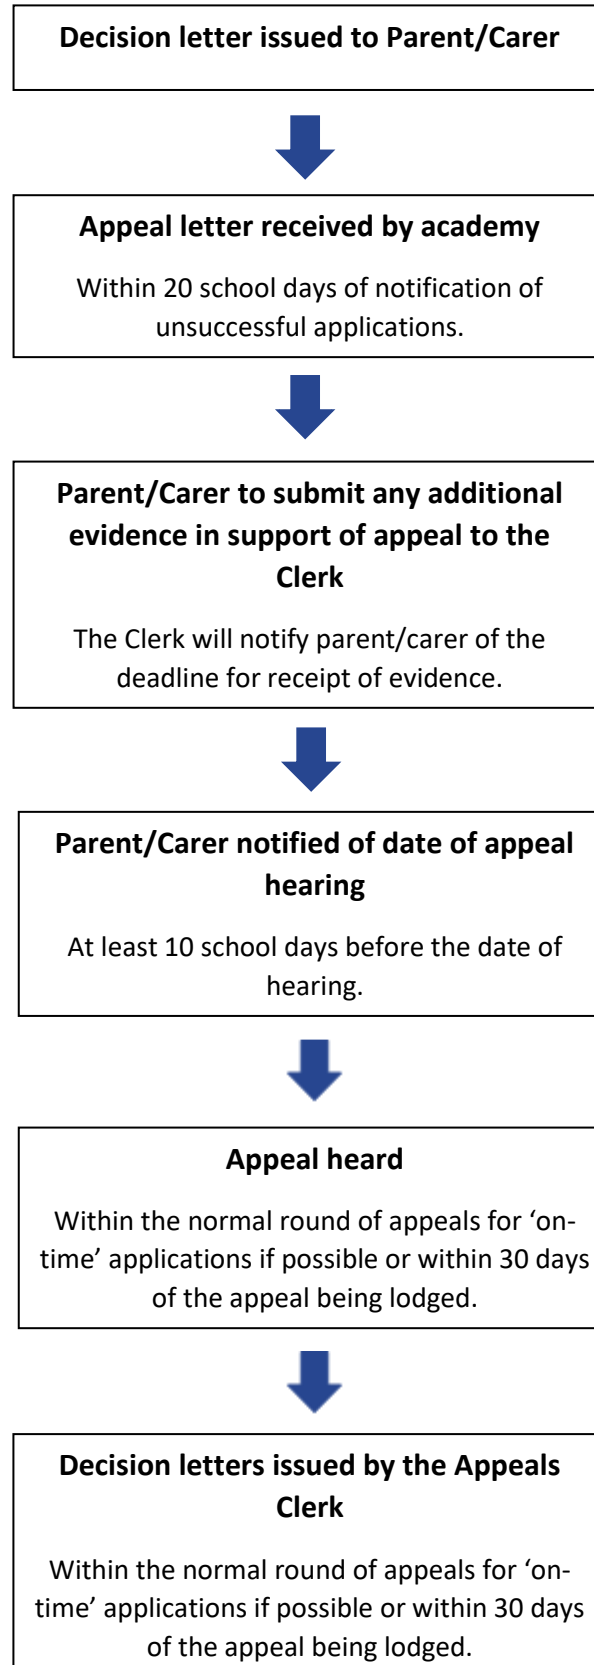 Decision letter issued to Parent/Carer
Appeal letter received by academy
Within 20 school days of notification of
unsuccessful applications.
Parent/Carer to submit any additional
evidence in support of appeal to the
Clerk
The Clerk will notify parent/carer of the
deadline for receipt of evidence.
Parent/Carer notified of date of appeal
hearing
At least 10 school days before the date of
hearing.
Appeal heard
Within the normal round of appeals for ‘on-
time’ applications if possible or within 30 days
of the appeal being lodged.
Decision letters issued by the Appeals
Clerk
Within the normal round of appeals for ‘on-
time’ applications if possible or within 30 days
of the appeal being lodged.